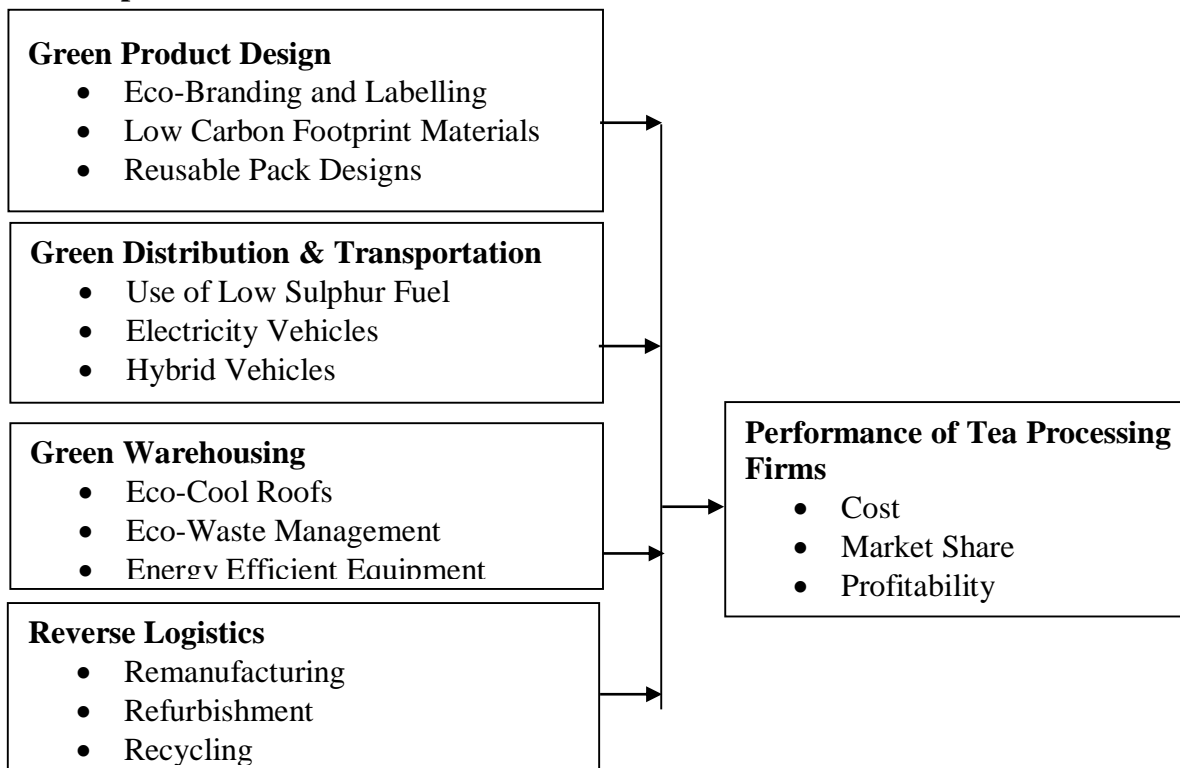 Green Product Design
• Eco-Branding and Labelling
• Low Carbon Footprint Materials
• Reusable Pack Designs
Green Distribution & Transportation
• Use of Low Sulphur Fuel
• Electricity Vehicles
• Hybrid Vehicles
Green Warehousing
• Eco-Cool Roofs
• Eco-Waste Management
• Energy Efficient Equipment
Reverse Logistics
• Remanufacturing
• Refurbishment
• Recycling
Performance of Tea Processing
Firms
• Cost
• Market Share
• Profitability